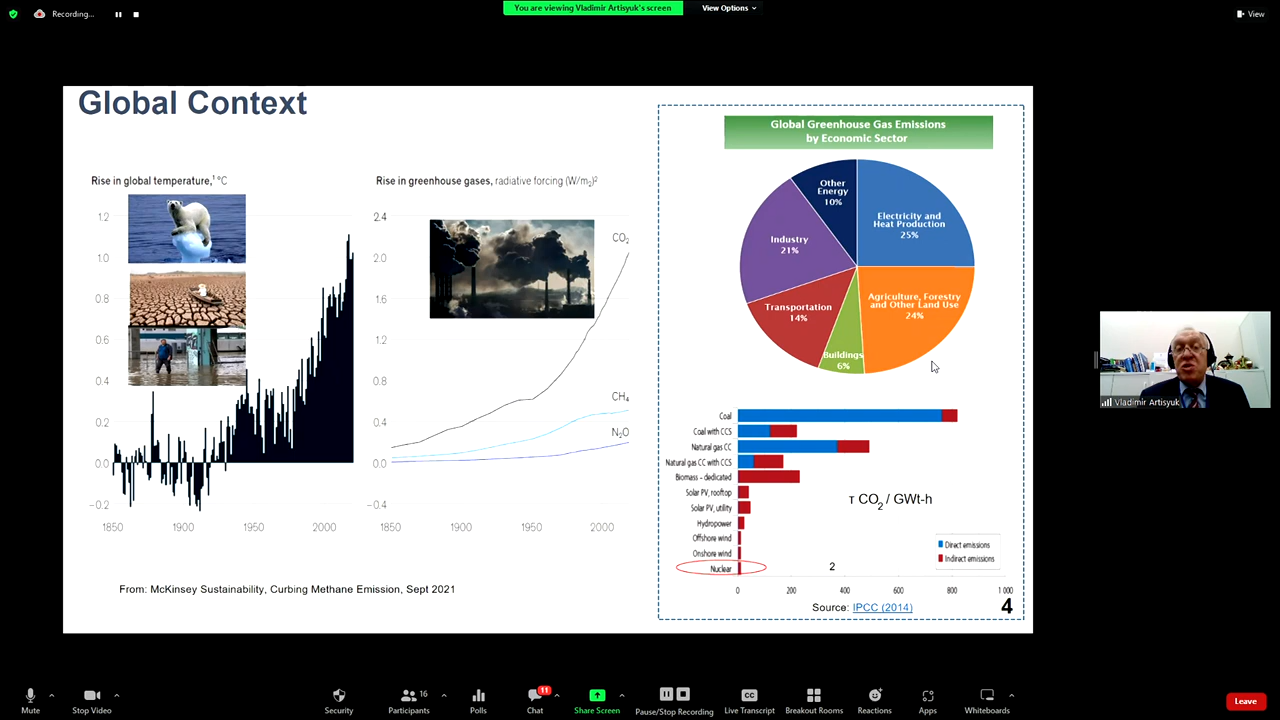 Recording...
You are viewing Vladimir Artisyuk's screen
View Options
View
Global Context
Rise in global temperature,¹ °C
1.2
1.0
0.8
0.6
0.4
0.2
0.0
−0.2
1850
1900
1950
2000
Rise in greenhouse gases, radiative forcing (W/m₂)²
2.4
2.0
1.6
1.2
0.8
0.4
0.0
−0.4
CO₂
CH₄
N₂O
1850
1900
1950
2000
From: McKinsey Sustainability, Curbing Methane Emission, Sept 2021
Global Greenhouse Gas Emissions
by Economic Sector
Other
Energy
10%
Electricity and
Heat Production
25%
Industry
21%
Agriculture, Forestry
and Other Land Use
24%
Transportation
14%
Buildings
6%
Coal
Coal with CCS
Natural gas CC
Natural gas CC with CCS
Biomass – dedicated
Solar PV, rooftop
Solar PV, utility
Hydropower
Offshore wind
Onshore wind
Nuclear
т CO₂ / GWt-h
Direct emissions
Indirect emissions
2
0
200
400
600
800
1 000
Source: IPCC (2014)
4
Vladimir Artisyuk
Mute
Stop Video
Security
16
Participants
Polls
11
Chat
Share Screen
Pause/Stop Recording
CC
Live Transcript
Breakout Rooms
Reactions
Apps
Whiteboards
Leave